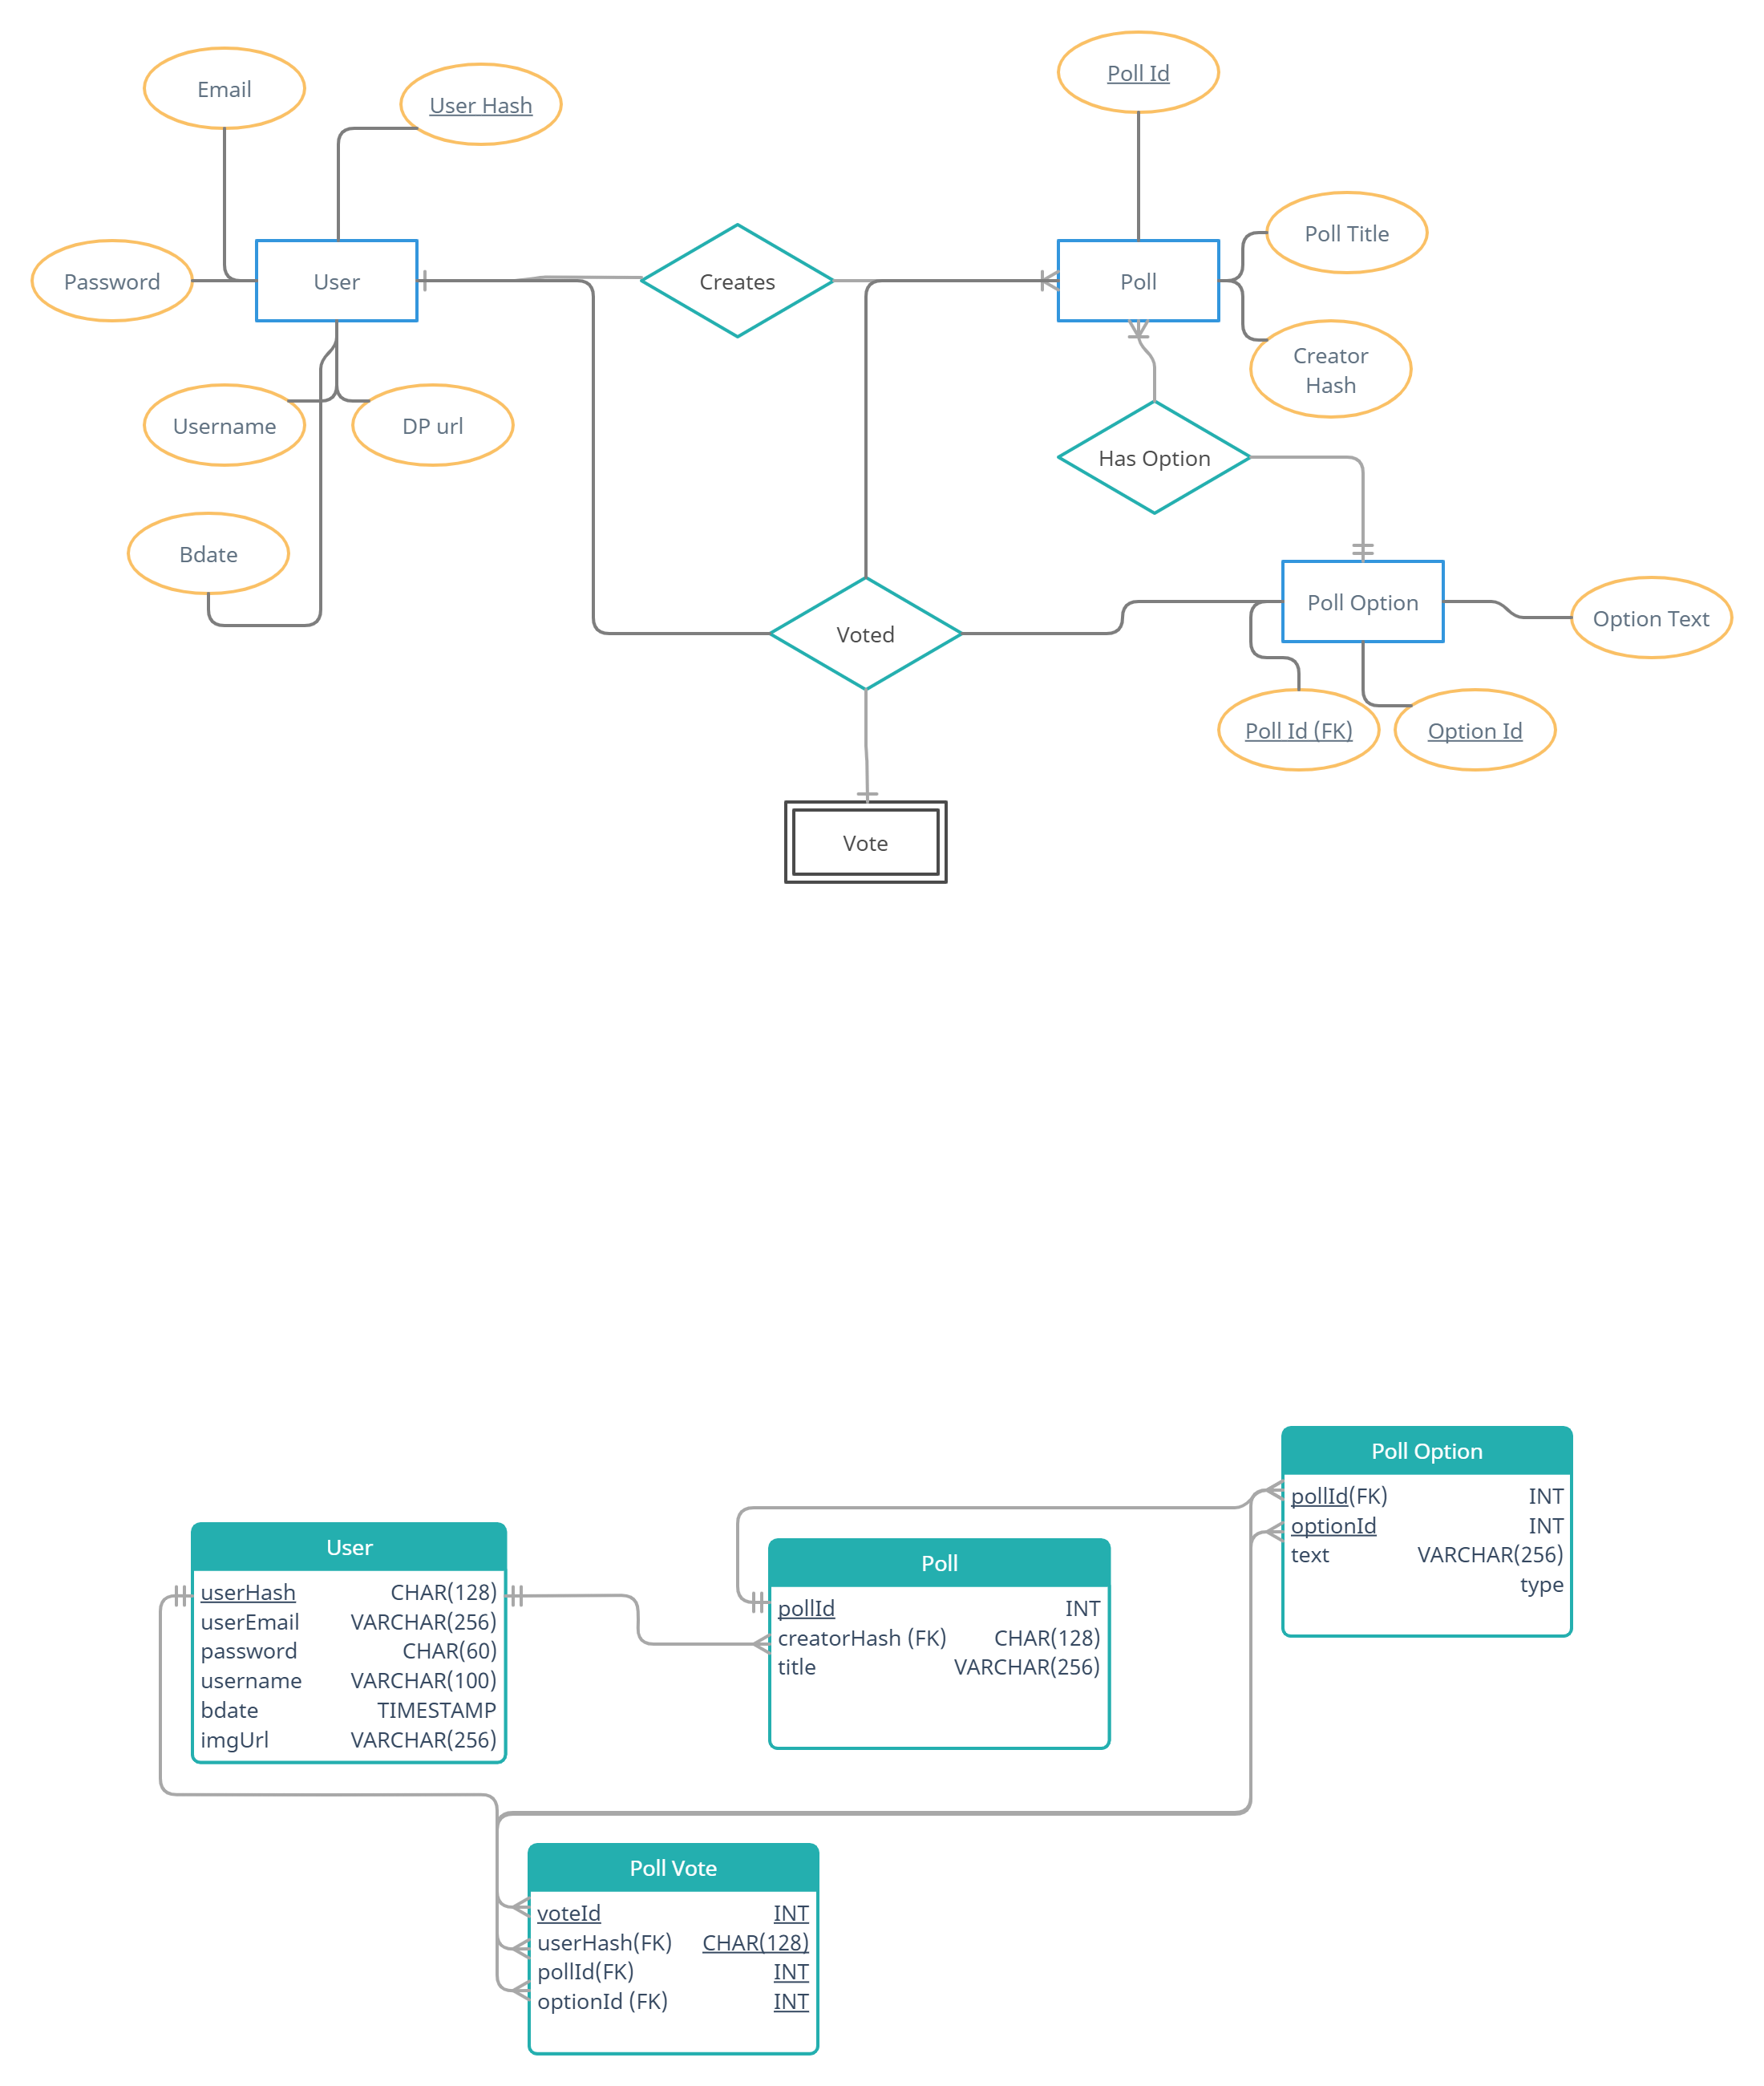 Poll Id
Email
User Hash
Poll Title
Password
User
Creates
Poll
Creator
Hash
Username
DP url
Has Option
Bdate
Poll Option
Option Text
Voted
Poll Id (FK)
Option Id
Vote
Poll Option
pollId(FK) INT
optionId INT
text VARCHAR(256)
type
User
userHash CHAR(128)
userEmail VARCHAR(256)
password CHAR(60)
username VARCHAR(100)
bdate TIMESTAMP
imgUrl VARCHAR(256)
Poll
pollId INT
creatorHash (FK) CHAR(128)
title VARCHAR(256)
Poll Vote
voteId INT
userHash(FK) CHAR(128)
pollId(FK) INT
optionId (FK) INT